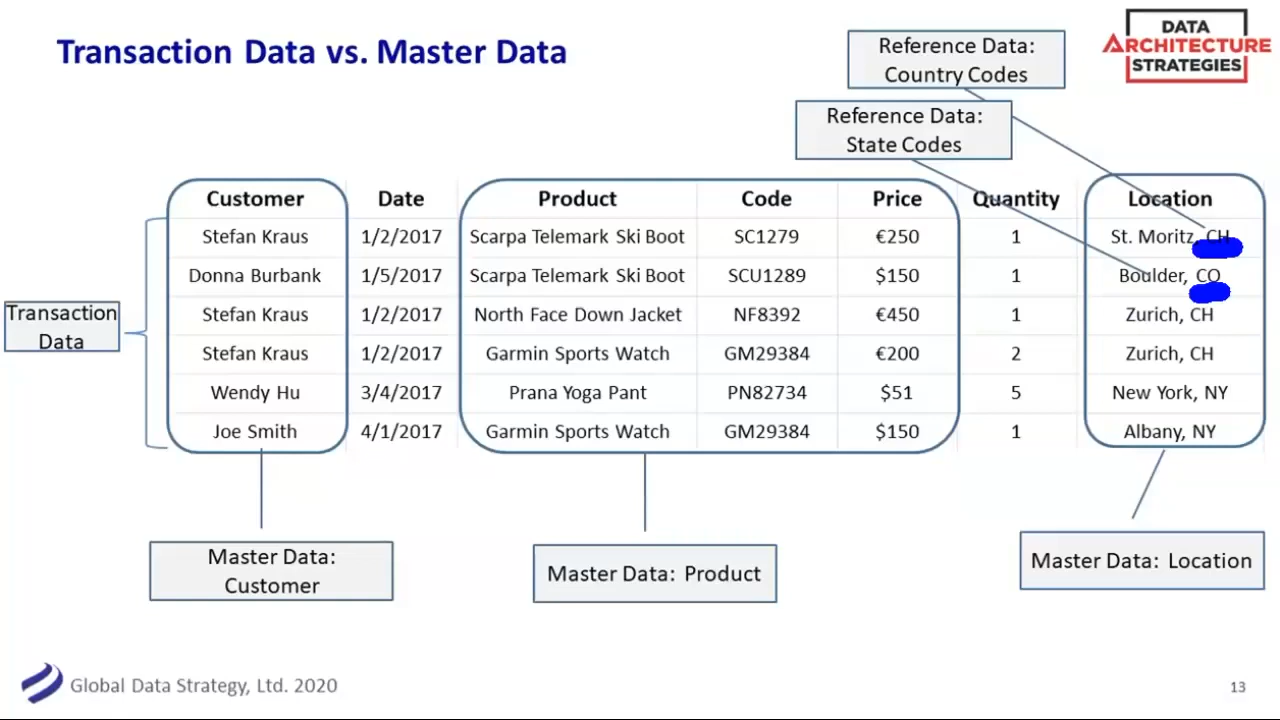 Transaction Data vs. Master Data
DATA
ARCHITECTURE
STRATEGIES
Reference Data:
Country Codes
Reference Data:
State Codes
Customer Date Product Code Price Quantity Location
Stefan Kraus 1/2/2017 Scarpa Telemark Ski Boot SC1279 €250 1 St. Moritz, CH
Donna Burbank 1/5/2017 Scarpa Telemark Ski Boot SCU1289 $150 1 Boulder, CO
Stefan Kraus 1/2/2017 North Face Down Jacket NF8392 €450 1 Zurich, CH
Stefan Kraus 1/2/2017 Garmin Sports Watch GM29384 €200 2 Zurich, CH
Wendy Hu 3/4/2017 Prana Yoga Pant PN82734 $51 5 New York, NY
Joe Smith 4/1/2017 Garmin Sports Watch GM29384 $150 1 Albany, NY
Transaction
Data
Master Data:
Customer
Master Data: Product
Master Data: Location
Global Data Strategy, Ltd. 2020
13